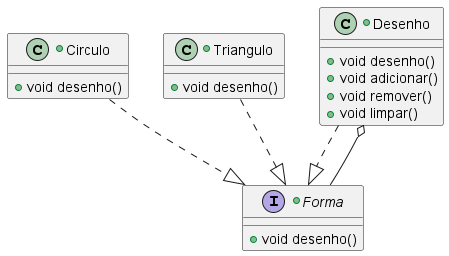 C Circulo
void desenho()
C Triangulo
void desenho()
C Desenho
void desenho()
void adicionar()
void remover()
void limpar()
I Forma
void desenho()